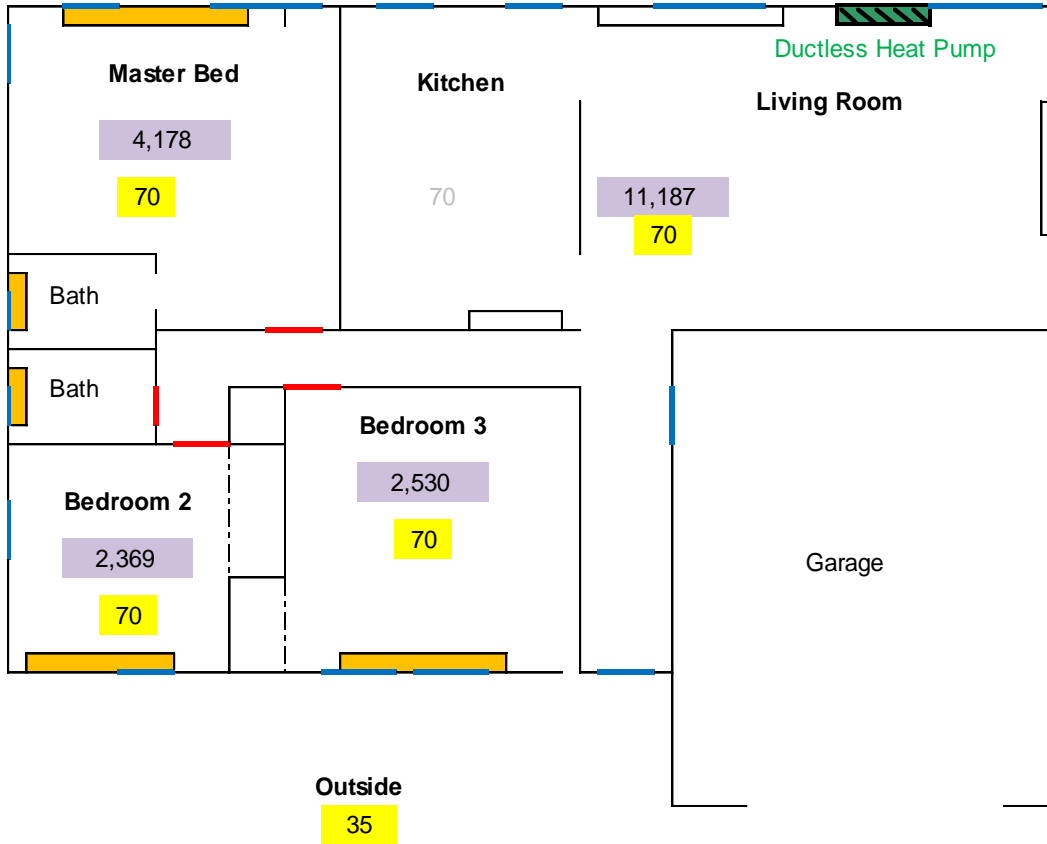 Ductless Heat Pump
Master Bed
Kitchen
Living Room
4,178
70
70
11,187
70
Bath
Bath
Bedroom 3
2,530
70
Bedroom 2
2,369
70
Garage
Outside
35